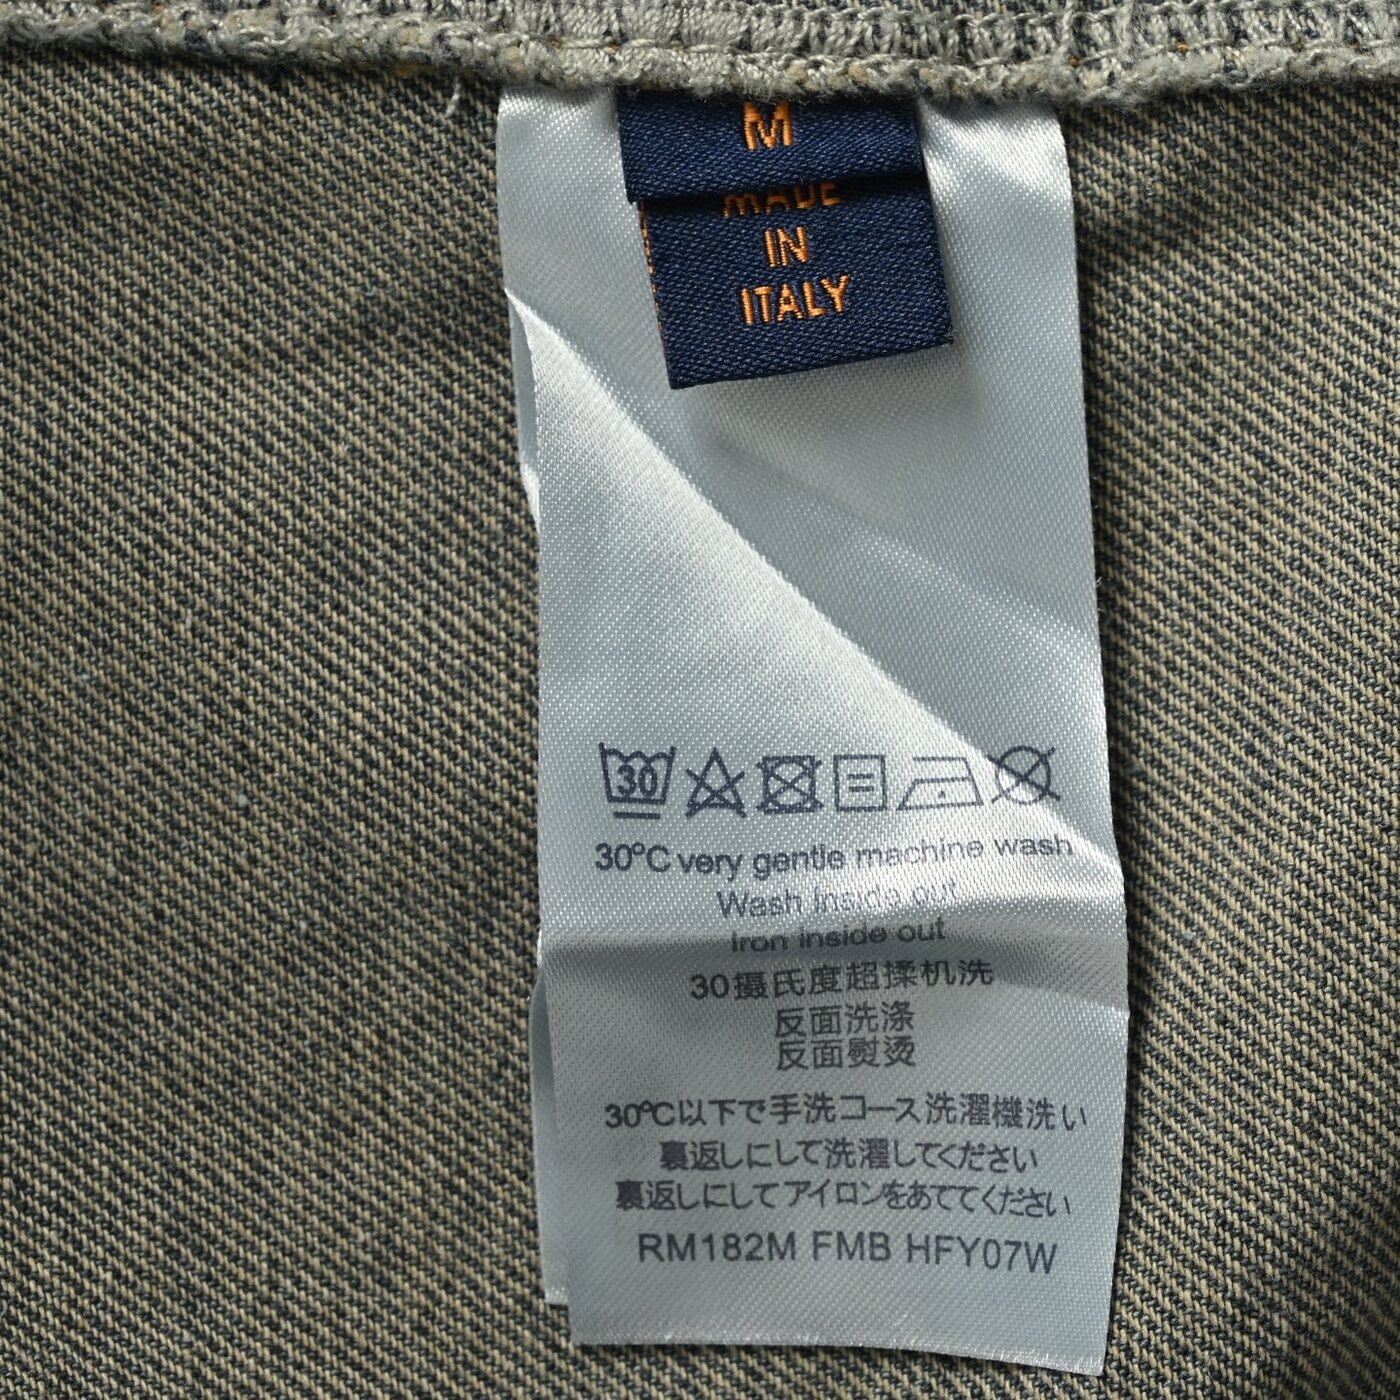 M
MADE
IN
ITALY
30
30°C very gentle machine wash
Wash inside out
Iron inside out
30摄氏度超揉机洗
反面洗涤
反面熨烫
30℃以下で手洗コース洗濯機洗い
裏返しにして洗濯してください
裏返しにしてアイロンをあててください
RM182M FMB HFY07W